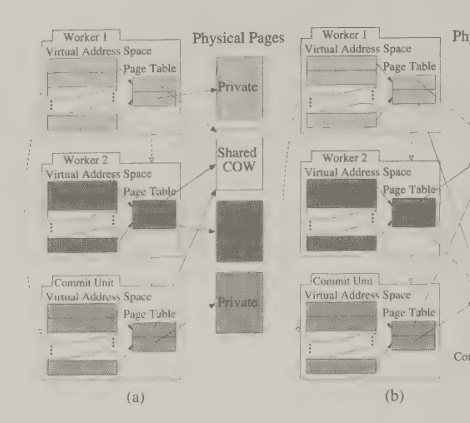 Worker 1
Virtual Address Space
Page Table
Worker 2
Virtual Address Space
Page Table
Commit Unit
Virtual Address Space
Page Table
Physical Pages
Private
Shared
COW
Private
(a)
Worker 1
Virtual Address Space
Page Table
Worker 2
Virtual Address Space
Page Table
Commit Unit
Virtual Address Space
Page Table
(b)